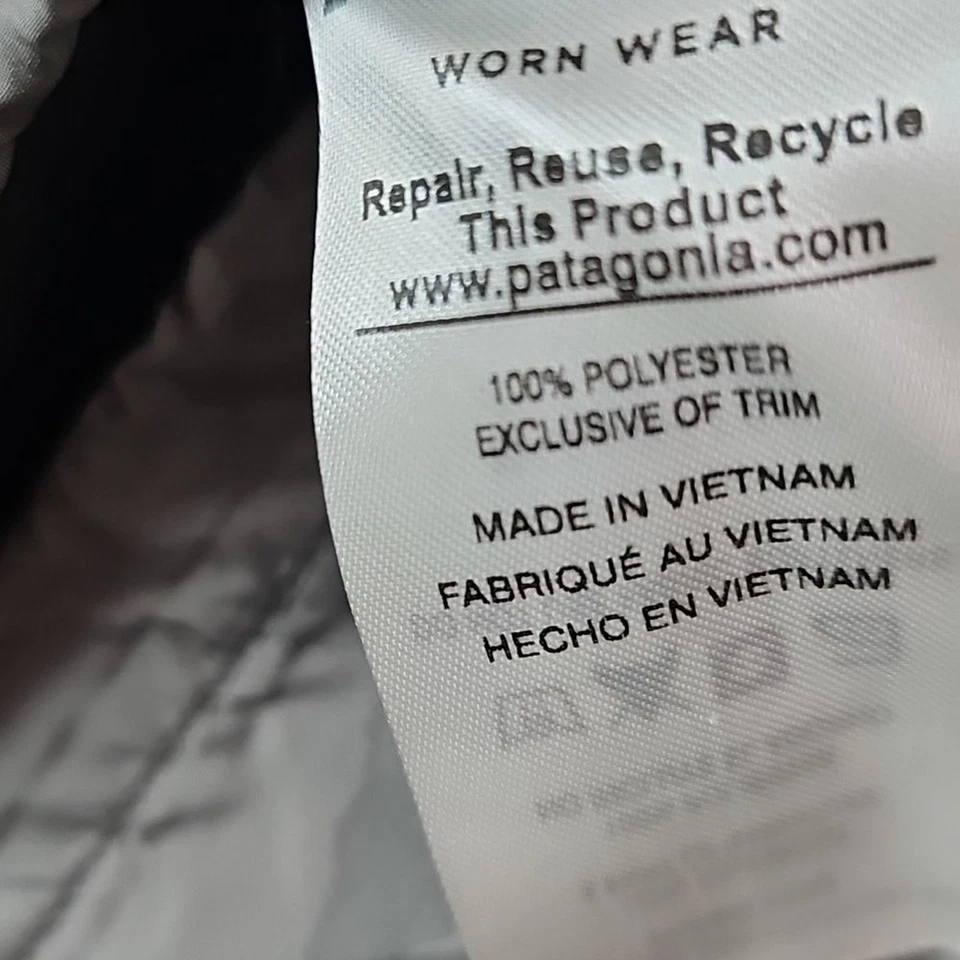 WORN WEAR
Repair, Reuse, Recycle
This Product
www.patagonia.com
100% POLYESTER
EXCLUSIVE OF TRIM
MADE IN VIETNAM
FABRIQUÉ AU VIETNAM
HECHO EN VIETNAM